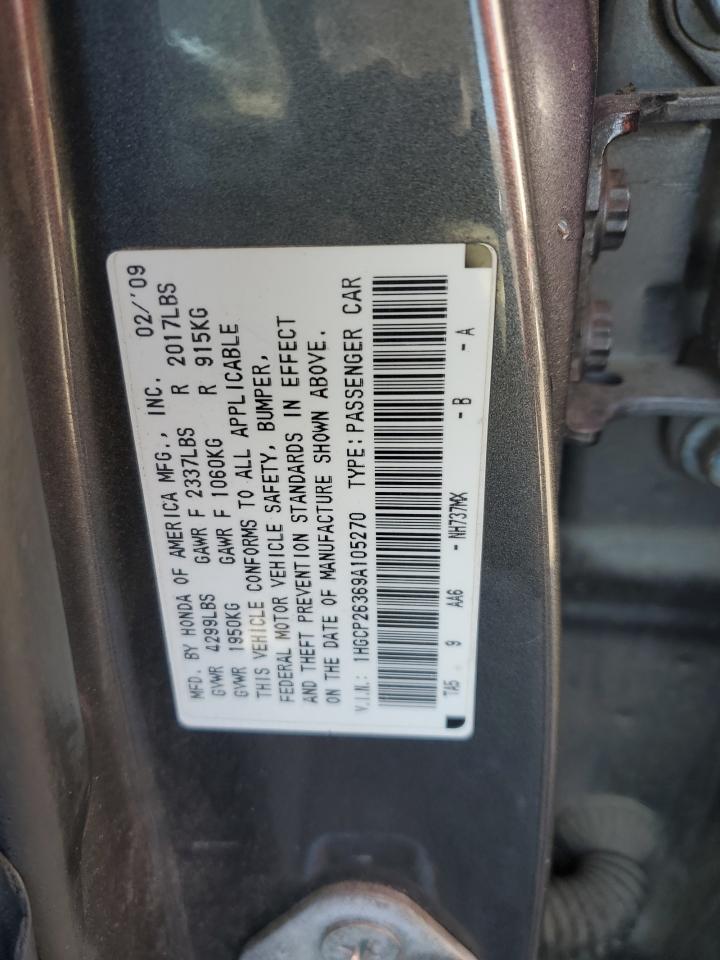 MFD. BY HONDA OF AMERICA MFG., INC. 02/'09
GVWR 4299LBS GAWR F 2337LBS R 2017LBS
GVWR 1950KG GAWR F 1060KG R 915KG
THIS VEHICLE CONFORMS TO ALL APPLICABLE
FEDERAL MOTOR VEHICLE SAFETY, BUMPER,
AND THEFT PREVENTION STANDARDS IN EFFECT
ON THE DATE OF MANUFACTURE SHOWN ABOVE.
V.I.N.: 1HGCP26369A105270 TYPE: PASSENGER CAR
TA5 9 AA6 - NH737MX - B - A